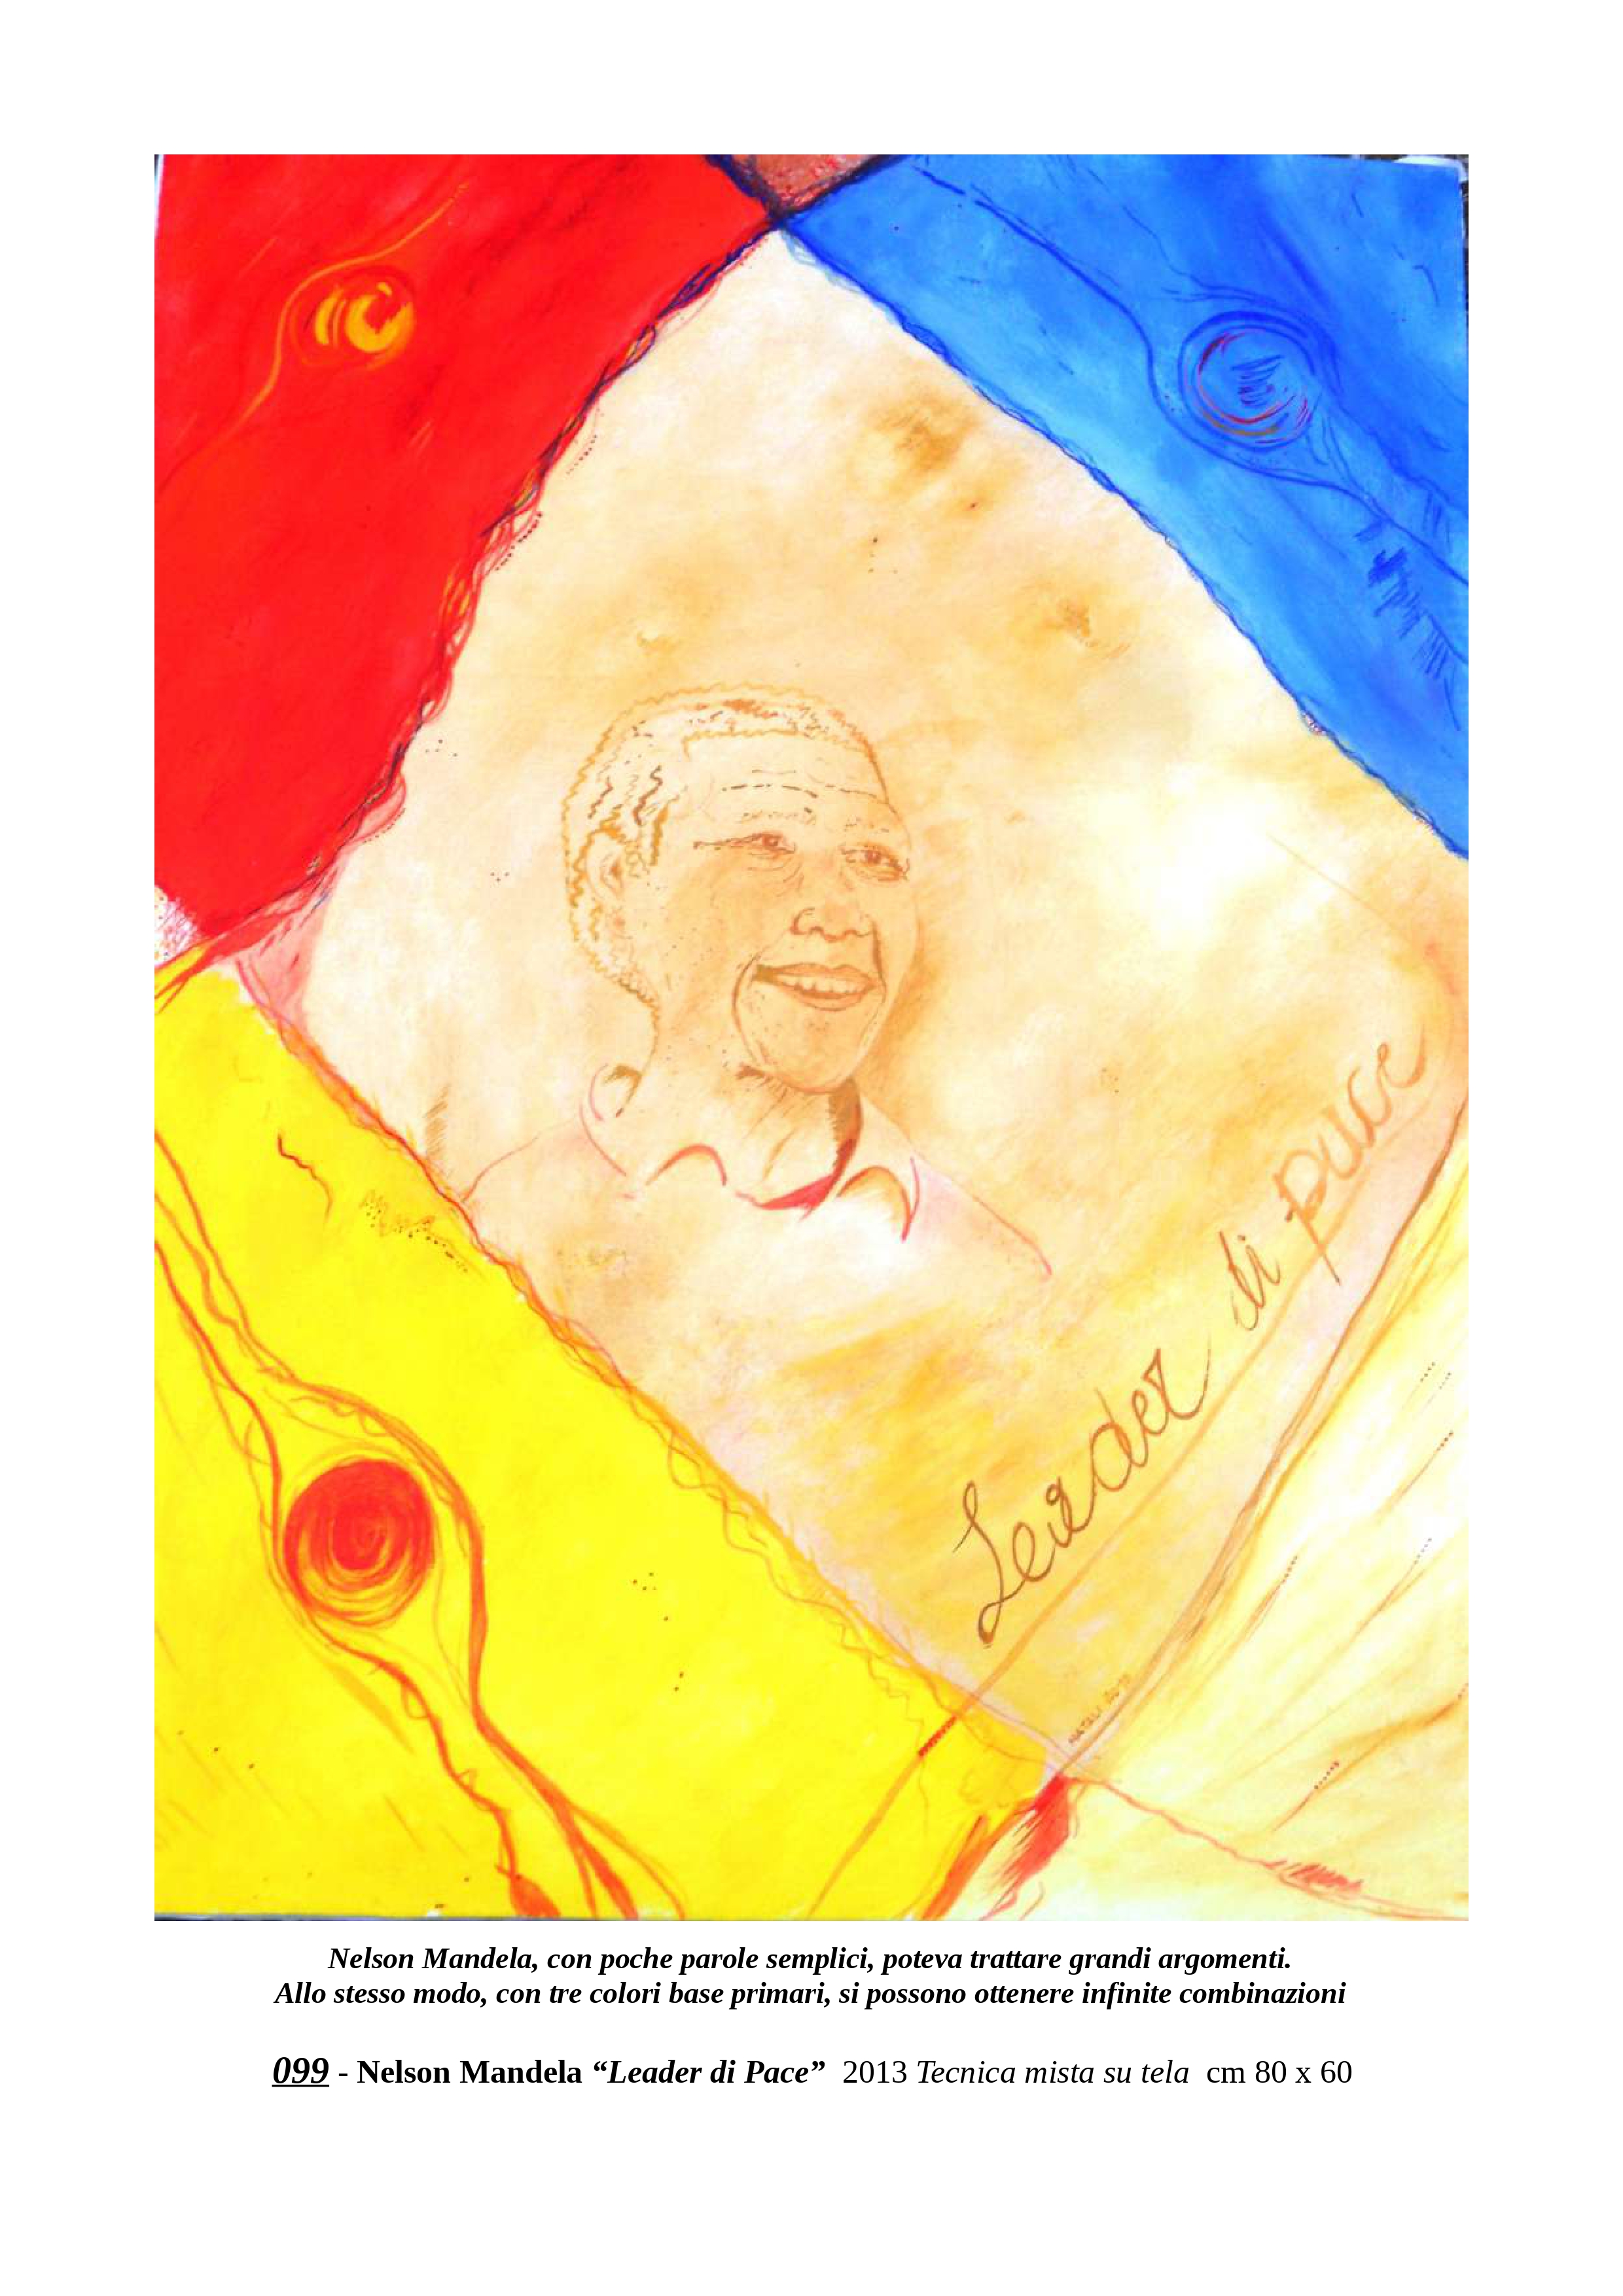 Leader di pace
NATALI 2013
Nelson Mandela, con poche parole semplici, poteva trattare grandi argomenti.
Allo stesso modo, con tre colori base primari, si possono ottenere infinite combinazioni
099 - Nelson Mandela “Leader di Pace” 2013 Tecnica mista su tela cm 80 x 60